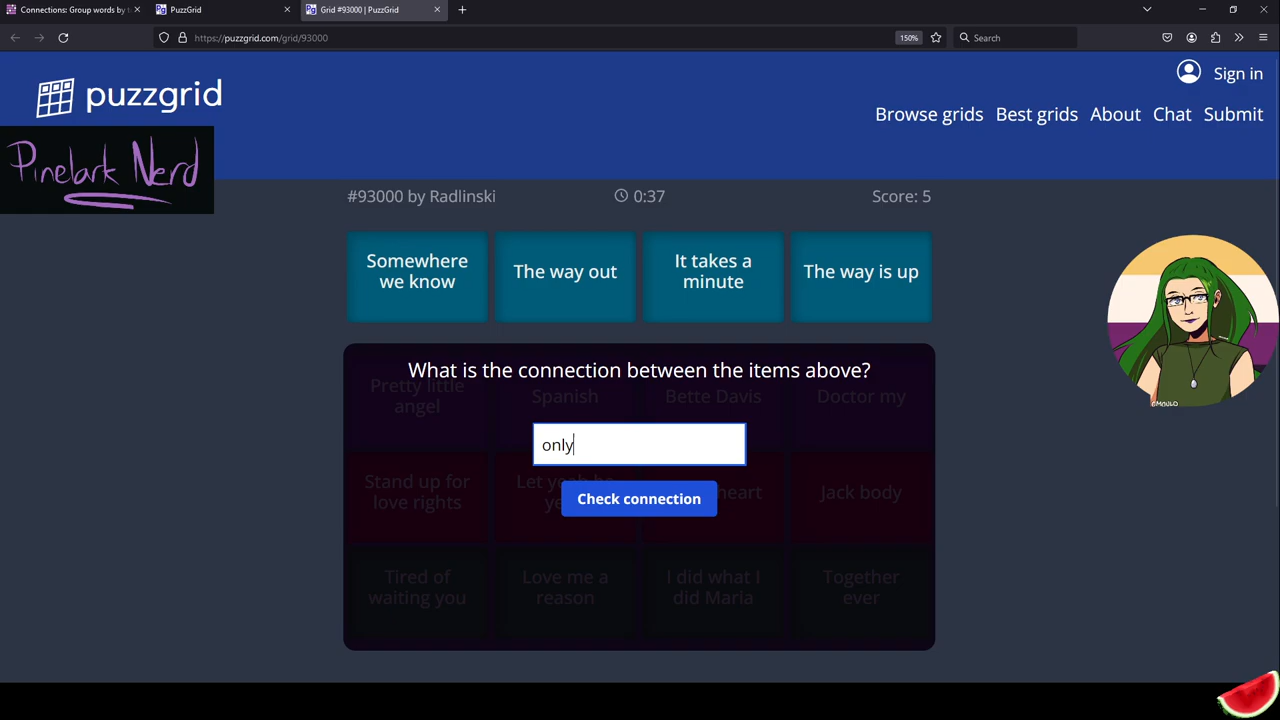 Connections: Group words by
PuzzGrid
Grid #93000 | PuzzGrid
https://puzzgrid.com/grid/93000
150%
Search
puzzgrid
Sign in
Browse grids Best grids About Chat Submit
Pinelark Nerd
#93000 by Radlinski
0:37
Score: 5
Somewhere
we know
The way out
It takes a
minute
The way is up
What is the connection between the items above?
Pretty little
angel
Spanish
Bette Davis
Doctor my
only
Stand up for
love rights
Let yeah be
heart
Jack body
Check connection
Tired of
waiting you
Love me a
reason
I did what I
did Maria
Together
ever